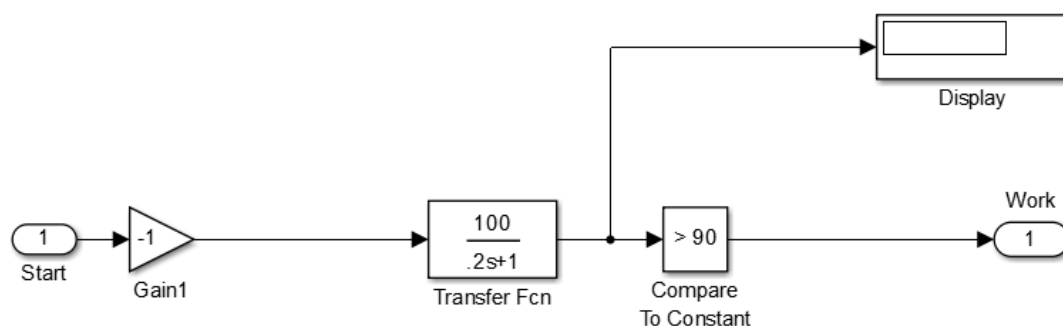 Display
Work
1
Start
-1
Gain1
100
.2s+1
Transfer Fcn
> 90
Compare
To Constant
1